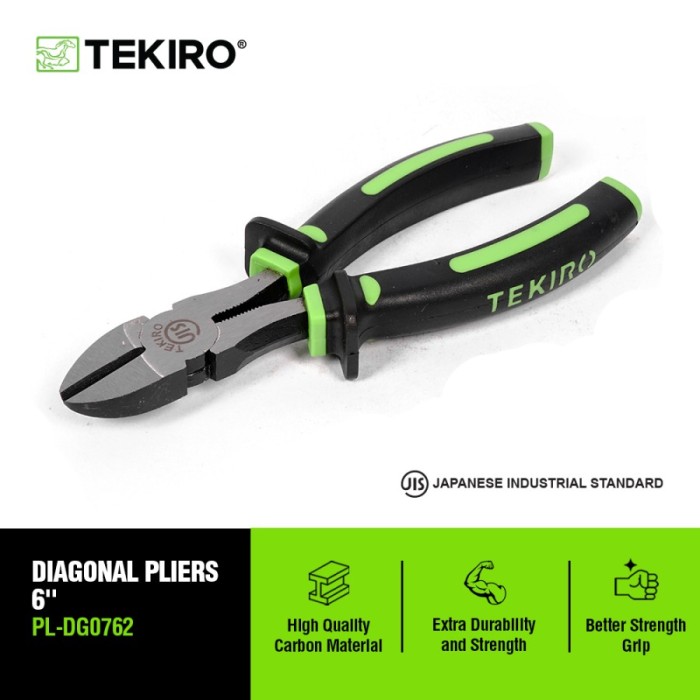 TEKIRO®
TEKIRO
JIS
TEKIRO
JIS JAPANESE INDUSTRIAL STANDARD
DIAGONAL PLIERS
6"
PL-DG0762
High Quality
Carbon Material
Extra Durability
and Strength
Better Strength
Grip